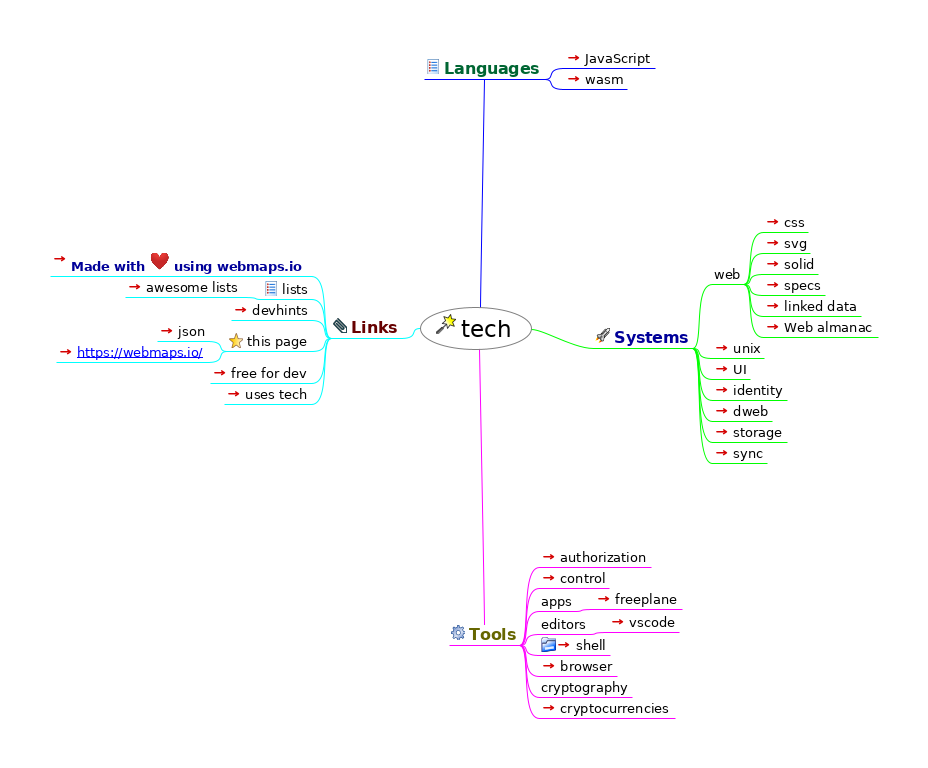 Languages
JavaScript
wasm
tech
Systems
web
css
svg
solid
specs
linked data
Web almanac
unix
UI
identity
dweb
storage
sync
Links
Made with using webmaps.io
lists
awesome lists
devhints
this page
json
https://webmaps.io/
free for dev
uses tech
Tools
authorization
control
apps
freeplane
editors
vscode
shell
browser
cryptography
cryptocurrencies